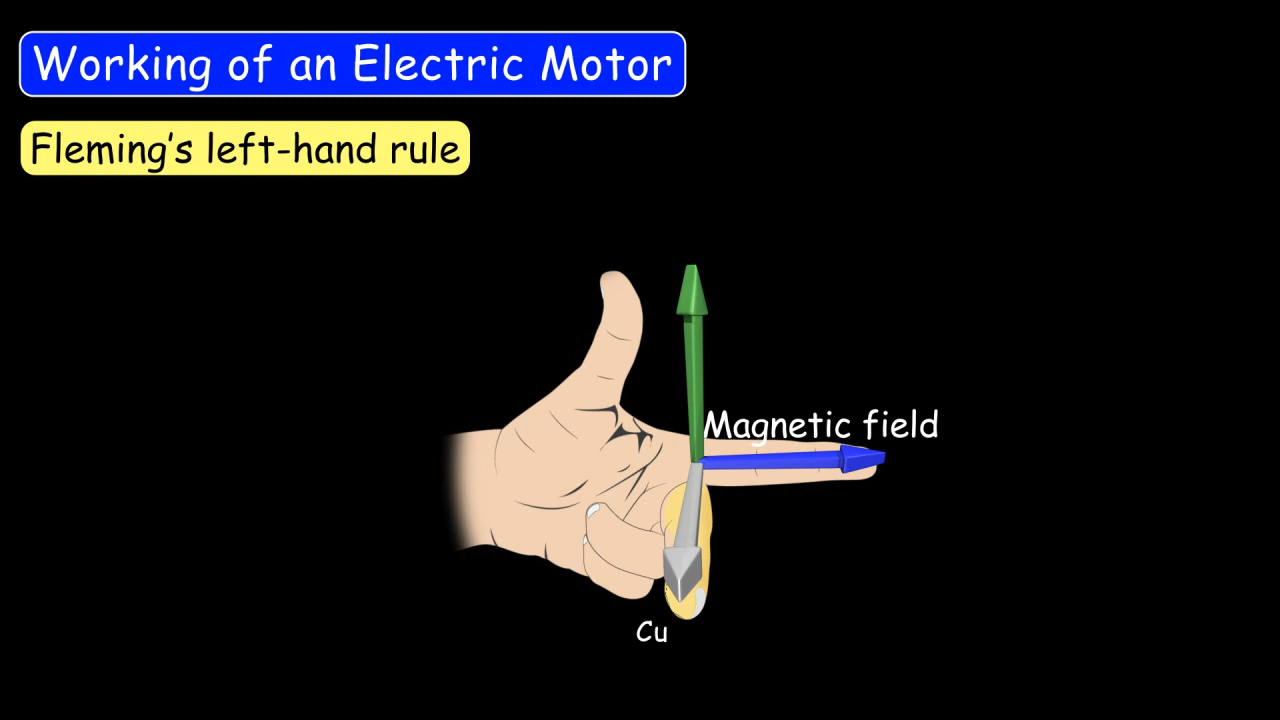 Working of an Electric Motor
Fleming's left-hand rule
Magnetic field
Cu